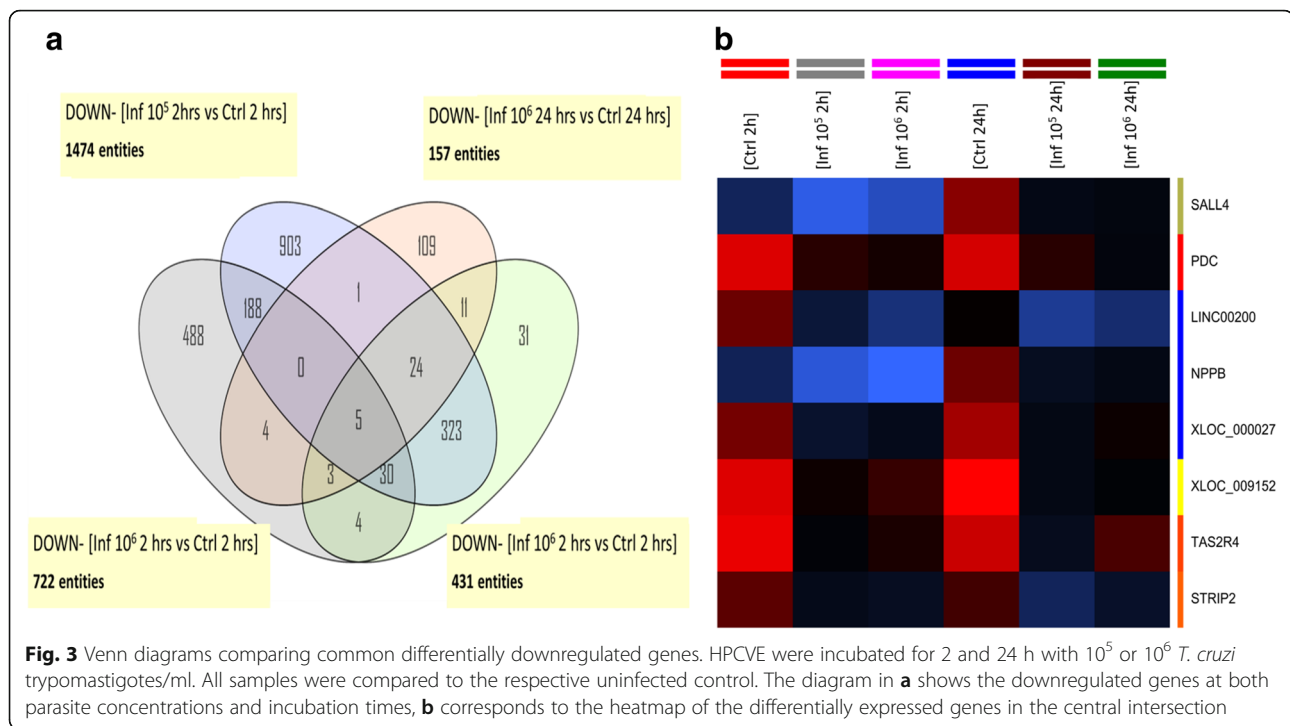 a
DOWN- [Inf 10⁵ 2hrs vs Ctrl 2 hrs]
1474 entities
DOWN- [Inf 10⁶ 24 hrs vs Ctrl 24 hrs]
157 entities
903
109
1
188
11
488
31
0
24
5
4
323
3
30
4
DOWN- [Inf 10⁶ 2 hrs vs Ctrl 2 hrs]
722 entities
DOWN- [Inf 10⁶ 2 hrs vs Ctrl 2 hrs]
431 entities
b
[Ctrl 2h]
[Inf 10⁵ 2h]
[Inf 10⁶ 2h]
[Ctrl 24h]
[Inf 10⁵ 24h]
[Inf 10⁶ 24h]
SALL4
PDC
LINC00200
NPPB
XLOC_000027
XLOC_009152
TAS2R4
STRIP2
Fig. 3 Venn diagrams comparing common differentially downregulated genes. HPCVE were incubated for 2 and 24 h with 10⁵ or 10⁶ T. cruzi
trypomastigotes/ml. All samples were compared to the respective uninfected control. The diagram in a shows the downregulated genes at both
parasite concentrations and incubation times, b corresponds to the heatmap of the differentially expressed genes in the central intersection